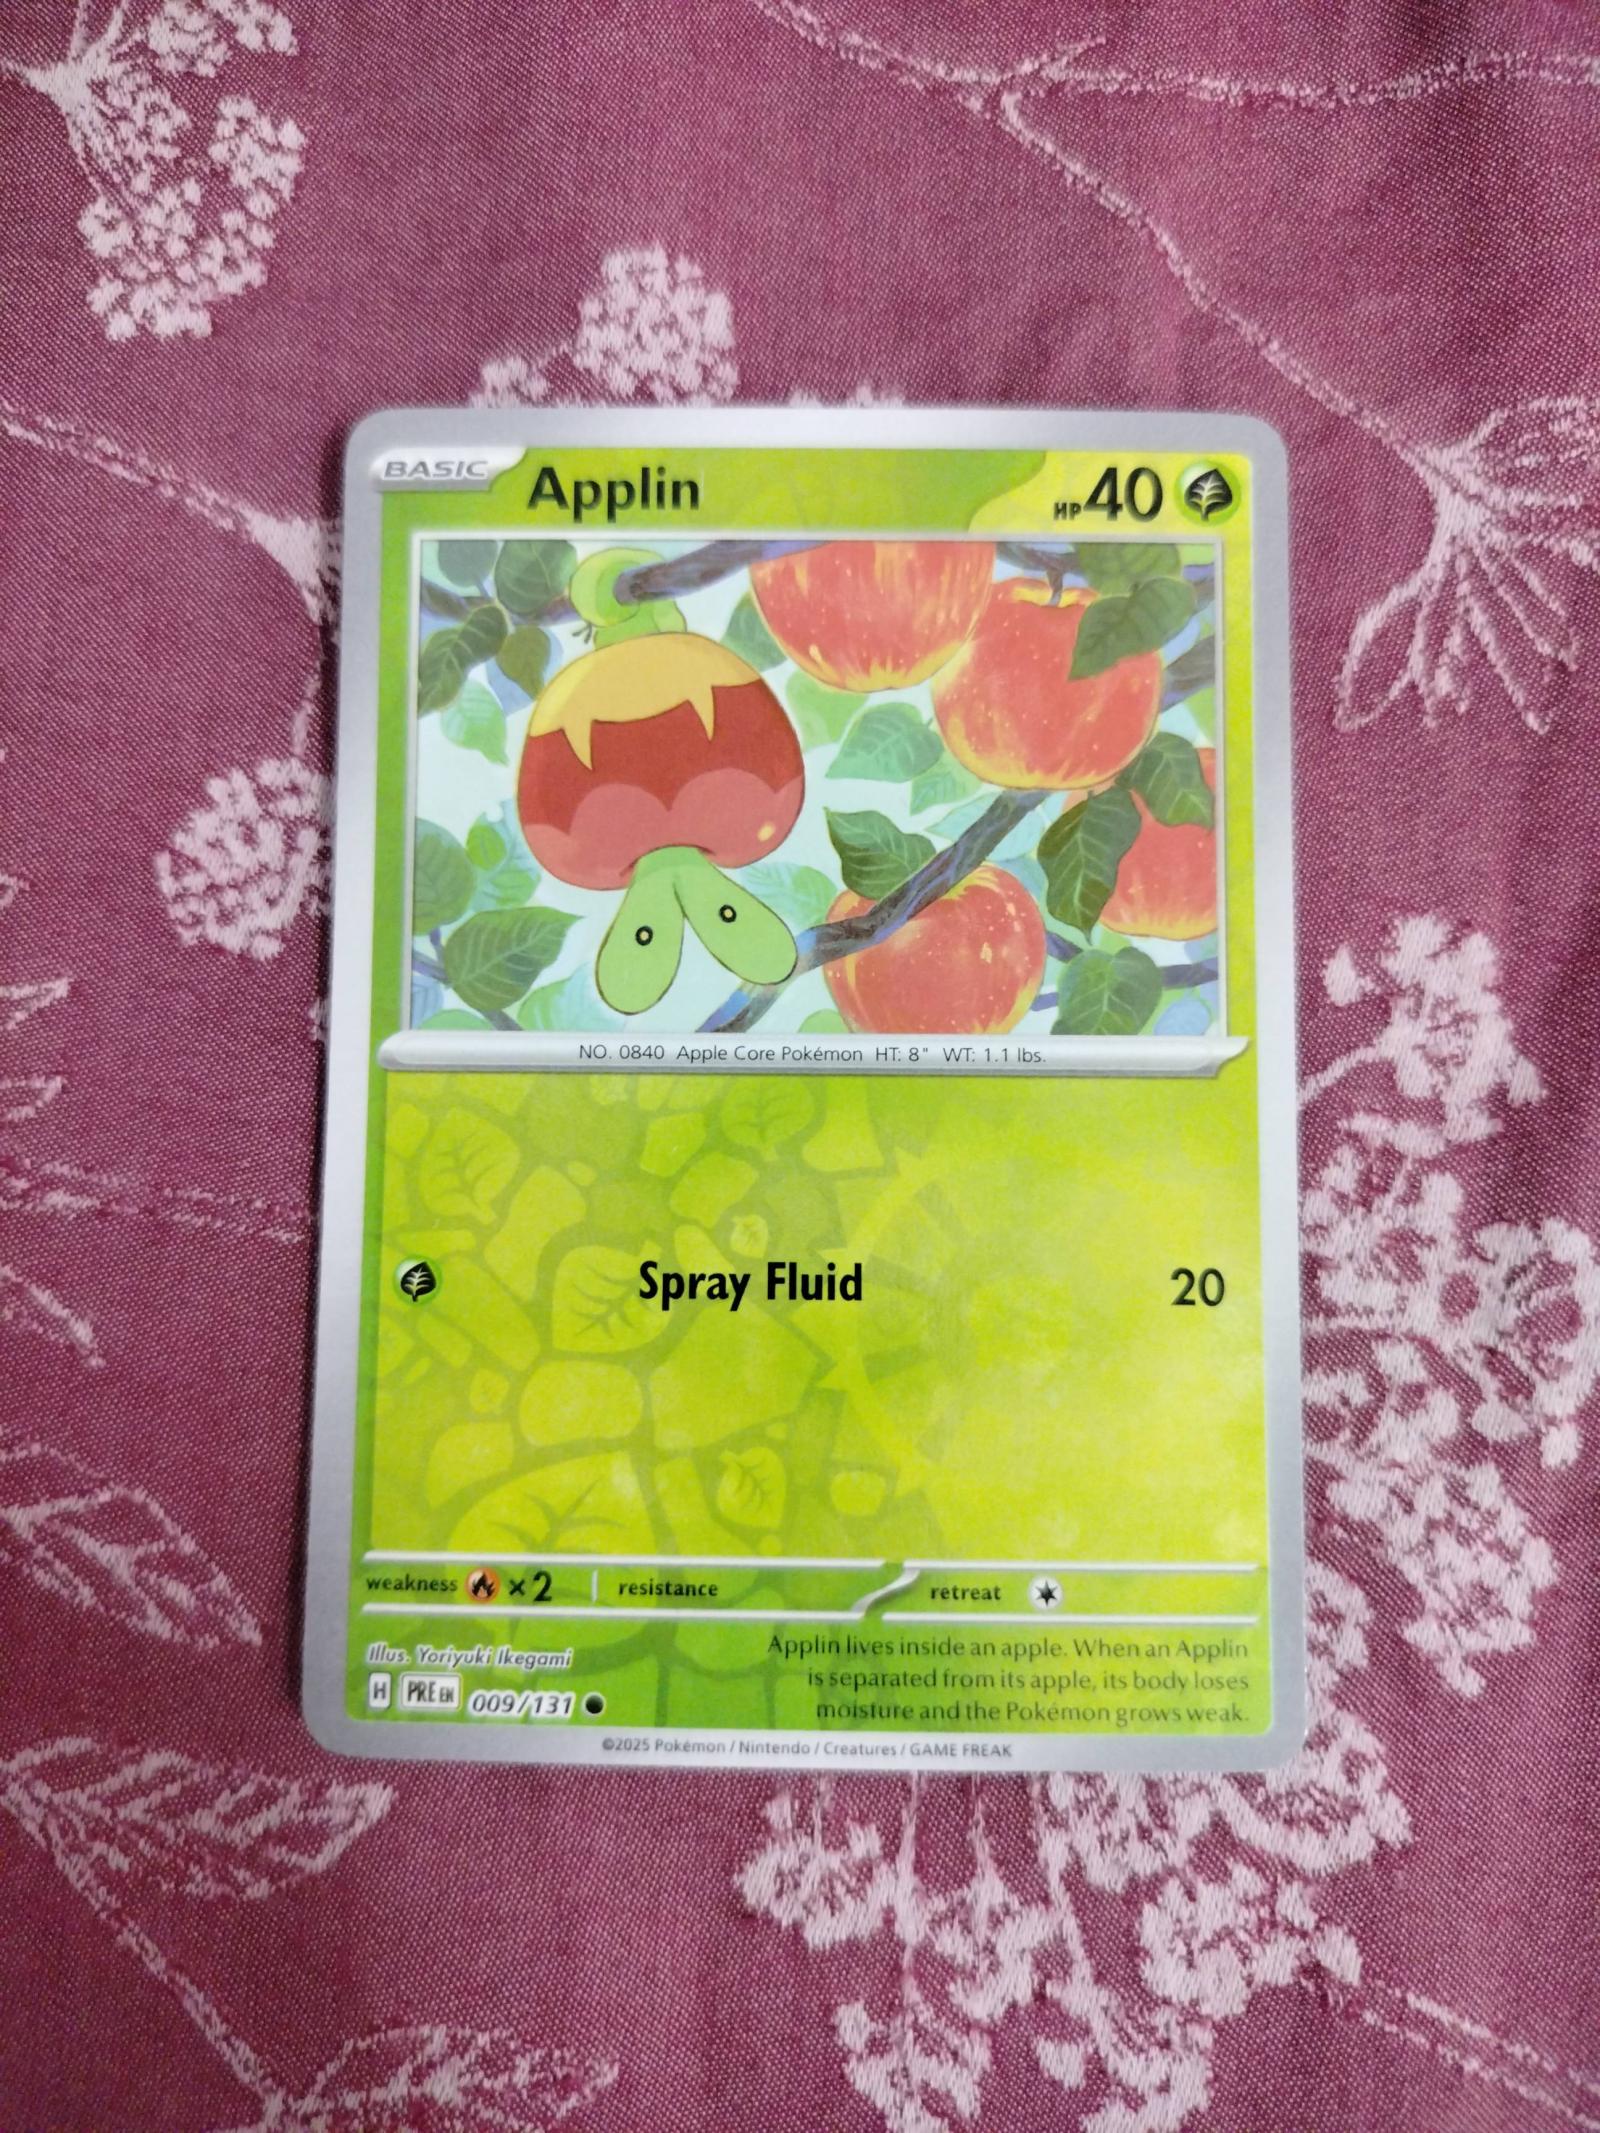 BASIC Applin HP 40
NO. 0840 Apple Core Pokémon HT: 8" WT: 1.1 lbs.
Spray Fluid 20
weakness ×2 resistance retreat
Illus. Yoriyuki Ikegami
H PRE EN 009/131
Applin lives inside an apple. When an Applin
is separated from its apple, its body loses
moisture and the Pokémon grows weak.
©2025 Pokémon / Nintendo / Creatures / GAME FREAK